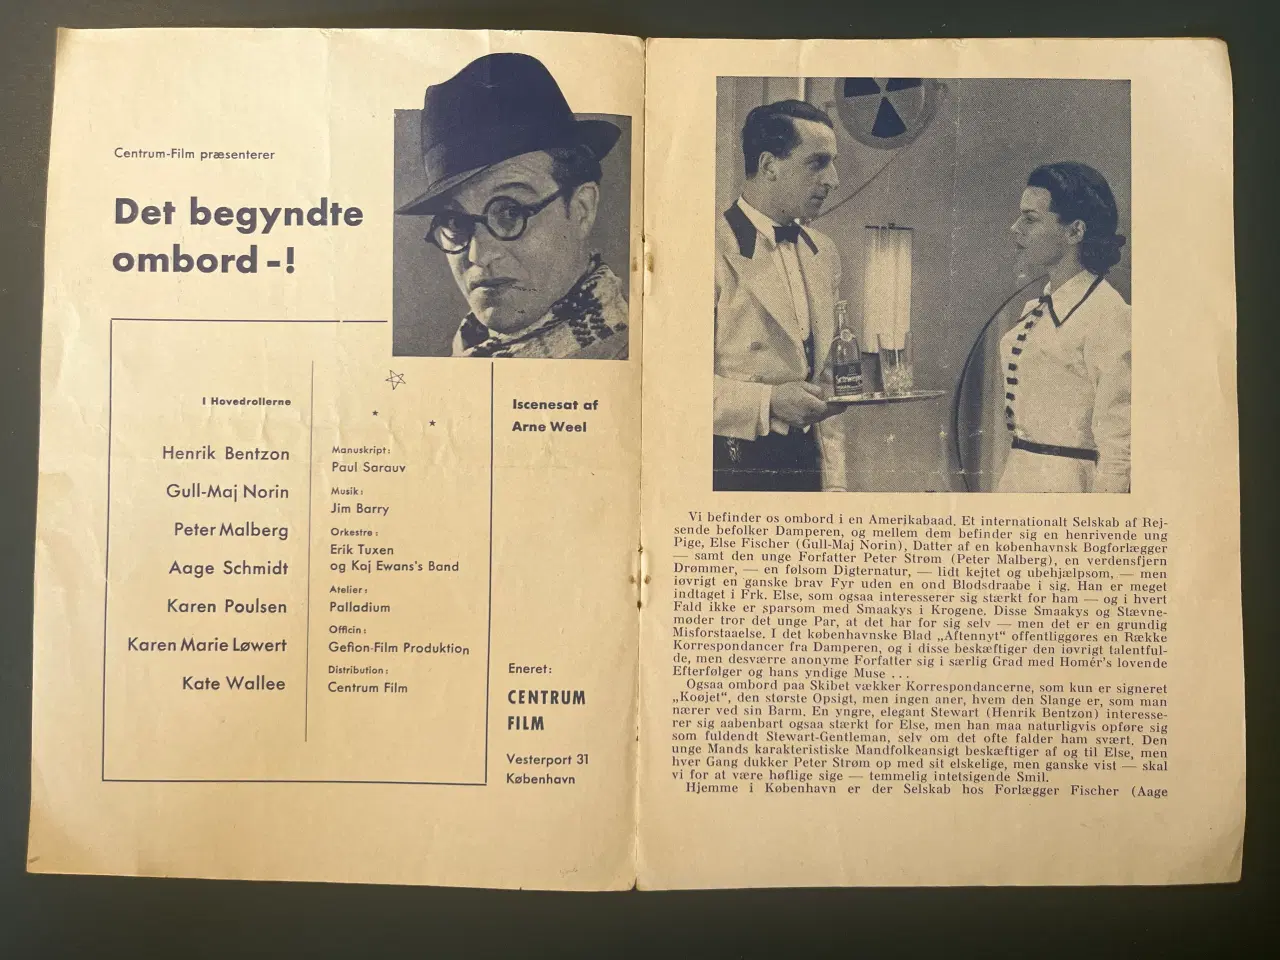 Centrum-Film præsenterer
Det begyndte
ombord -!
I Hovedrollerne
Henrik Bentzon
Gull-Maj Norin
Peter Malberg
Aage Schmidt
Karen Poulsen
Karen Marie Løwert
Kate Wallee
Manuskript:
Paul Sarauv
Musik:
Jim Barry
Orkestre:
Erik Tuxen
og Kaj Ewans's Band
Atelier:
Palladium
Officin:
Gefion-Film Produktion
Distribution:
Centrum Film
Iscenesat af
Arne Weel
Eneret:
CENTRUM
FILM
Vesterport 31
København
Schweppes
Vi befinder os ombord i en Amerikabaad. Et internationalt Selskab af Rej-
sende befolker Damperen, og mellem dem befinder sig en henrivende ung
Pige, Else Fischer (Gull-Maj Norin), Datter af en københavnsk Bogforlægger
— samt den unge Forfatter Peter Strøm (Peter Malberg), en verdensfjern
Drømmer, — en følsom Digternatur, — lidt kejtet og ubehjælpsom, — men
iøvrigt en ganske brav Fyr uden en ond Blodsdraabe i sig. Han er meget
indtaget i Frk. Else, som ogsaa interesserer sig stærkt for ham — og i hvert
Fald ikke er sparsom med Smaakys i Krogene. Disse Smaakys og Stævne-
møder tror det unge Par, at det har for sig selv — men det er en grundig
Misforstaaelse. I det københavnske Blad „Aftennyt“ offentliggøres en Række
Korrespondancer fra Damperen, og i disse beskæftiger den iøvrigt talentful-
de, men desværre anonyme Forfatter sig i særlig Grad med Homér's lovende
Efterfølger og hans yndige Muse . . .
Ogsaa ombord paa Skibet vækker Korrespondancerne, som kun er signeret
„Koøjet“, den største Opsigt, men ingen aner, hvem den Slange er, som man
nærer ved sin Barm. En yngre, elegant Stewart (Henrik Bentzon) interesse-
rer sig aabenbart ogsaa stærkt for Else, men han maa naturligvis opføre sig
som fuldendt Stewart-Gentleman, selv om det ofte falder ham svært. Den
unge Mands karakteristiske Mandfolkeansigt beskæftiger af og til Else, men
hver Gang dukker Peter Strøm op med sit elskelige, men ganske vist — skal
vi for at være høflige sige — temmelig intetsigende Smil.
Hjemme i København er der Selskab hos Forlægger Fischer (Aage